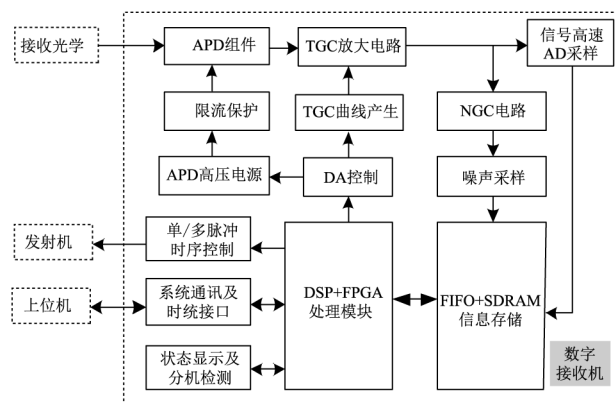 接收光学
APD组件
TGC放大电路
信号高速
AD采样
限流保护
TGC曲线产生
NGC电路
APD高压电源
DA控制
噪声采样
发射机
单/多脉冲
时序控制
上位机
系统通讯及
时统接口
DSP+FPGA
处理模块
FIFO+SDRAM
信息存储
状态显示及
分机检测
数字
接收机